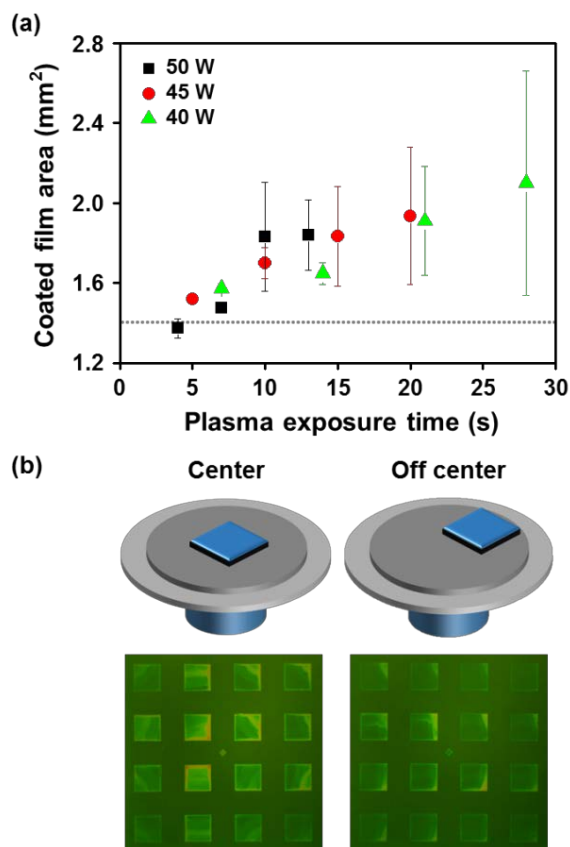 (a)
2.8
2.4
2.0
1.6
1.2
Coated film area (mm²)
50 W
45 W
40 W
0 5 10 15 20 25 30
Plasma exposure time (s)
(b)
Center Off center